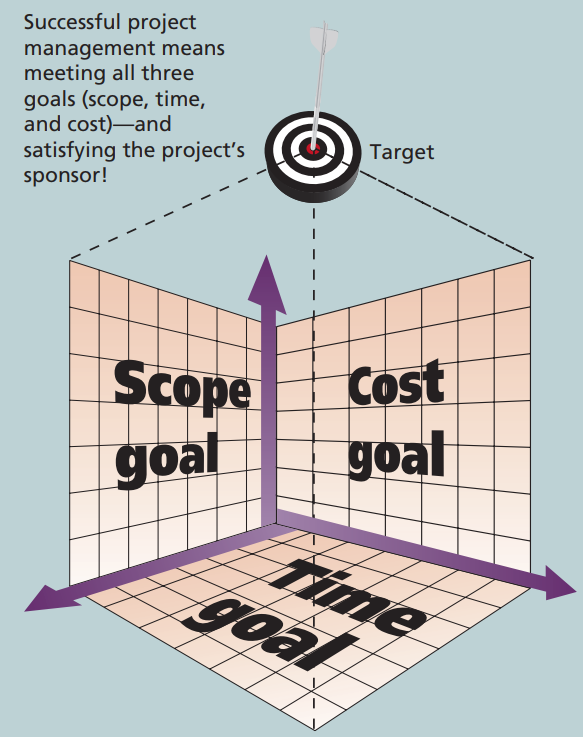 Successful project
management means
meeting all three
goals (scope, time,
and cost)—and
satisfying the project's
sponsor!
Target
Scope
goal
Cost
goal
Time
goal